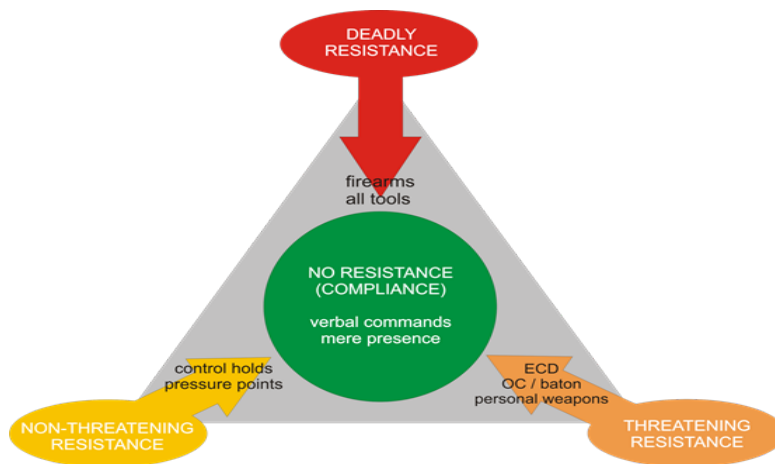 DEADLY
RESISTANCE
firearms
all tools
NO RESISTANCE
(COMPLIANCE)
verbal commands
mere presence
control holds
pressure points
ECD
OC / baton
personal weapons
NON-THREATENING
RESISTANCE
THREATENING
RESISTANCE